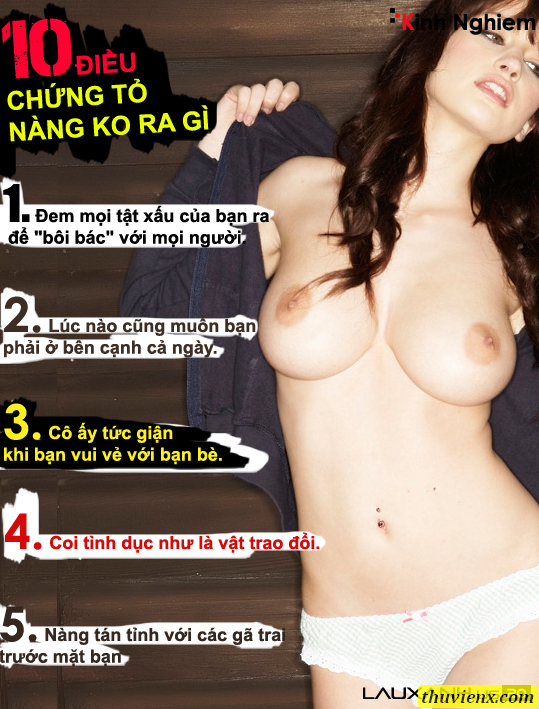 Kinh Nghiem
10 ĐIỀU
CHỨNG TỎ
NÀNG KO RA GÌ
1. Đem mọi tật xấu của bạn ra
để "bôi bác" với mọi người.
2. Lúc nào cũng muôn bạn
phải ở bên cạnh cả ngày.
3. Cô ấy tức giận
khi bạn vui vẻ với bạn bè.
4. Coi tình dục như là vật trao đổi.
5. Nàng tán tỉnh với các gã trai
trước mặt bạn
thuvienx.com